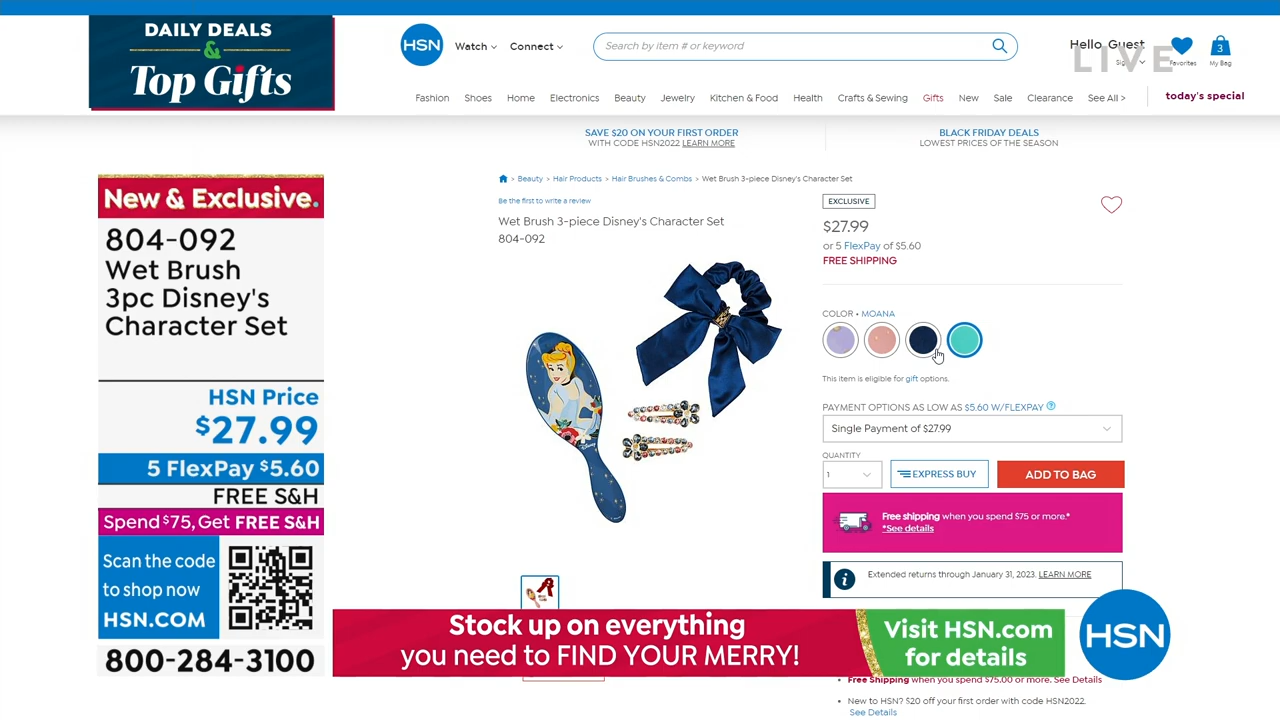 DAILY DEALS
&
Top Gifts
HSN
Watch
Connect
Search by item # or keyword
Hello, Guest
LIVE
Favorites
3
My Bag
Fashion
Shoes
Home
Electronics
Beauty
Jewelry
Kitchen & Food
Health
Crafts & Sewing
Gifts
New
Sale
Clearance
See All >
today's special
SAVE $20 ON YOUR FIRST ORDER
WITH CODE HSN2022 LEARN MORE
BLACK FRIDAY DEALS
LOWEST PRICES OF THE SEASON
New & Exclusive.
804-092
Wet Brush
3pc Disney's
Character Set
HSN Price
$27.99
5 FlexPay $5.60
FREE S&H
Spend $75, Get FREE S&H
Scan the code
to shop now
HSN.COM
800-284-3100
> Beauty > Hair Products > Hair Brushes & Combs > Wet Brush 3-piece Disney's Character Set
Be the first to write a review
Wet Brush 3-piece Disney's Character Set
804-092
Disney
EXCLUSIVE
$27.99
or 5 FlexPay of $5.60
FREE SHIPPING
COLOR • MOANA
This item is eligible for gift options.
PAYMENT OPTIONS AS LOW AS $5.60 W/FLEXPAY ?
Single Payment of $27.99
QUANTITY
1
EXPRESS BUY
ADD TO BAG
Free shipping when you spend $75 or more.*
*See details
i
Extended returns through January 31, 2023. LEARN MORE
Stock up on everything
you need to FIND YOUR MERRY!
Visit HSN.com
for details
HSN
• Free Shipping when you spend $75.00 or more. See Details
• New to HSN? $20 off your first order with code HSN2022.
See Details